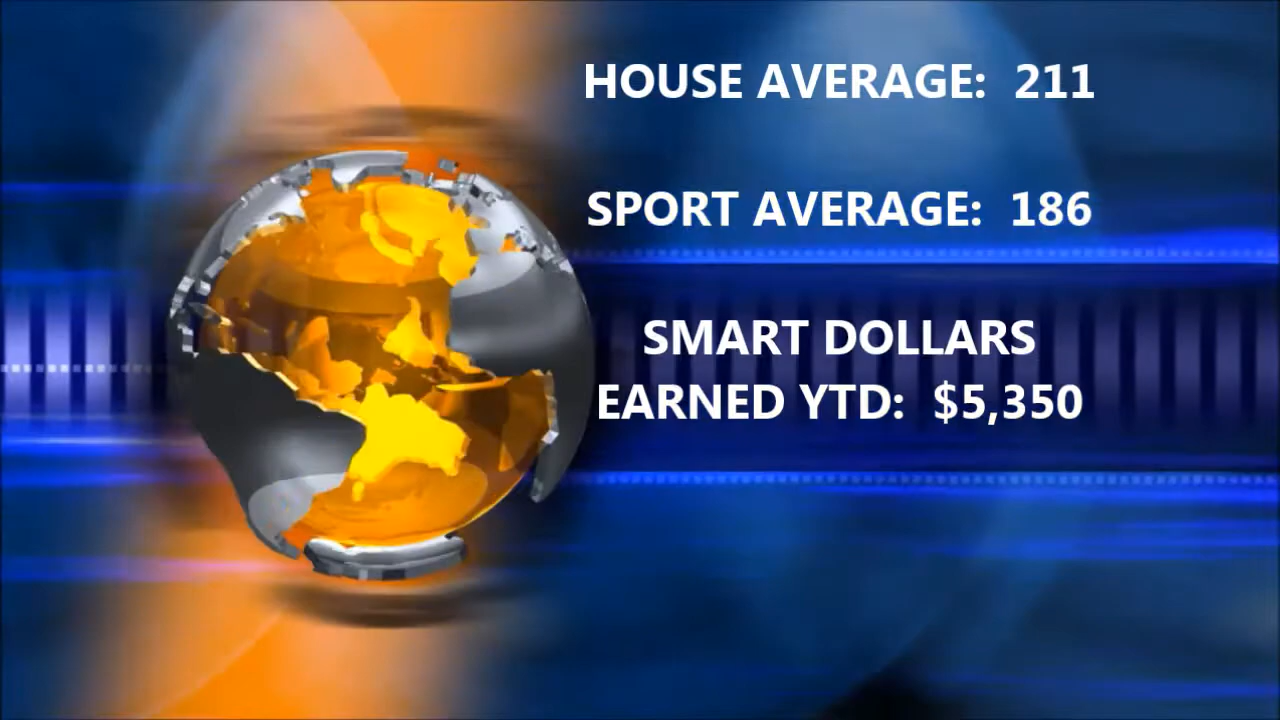 HOUSE AVERAGE: 211
SPORT AVERAGE: 186
SMART DOLLARS
EARNED YTD: $5,350